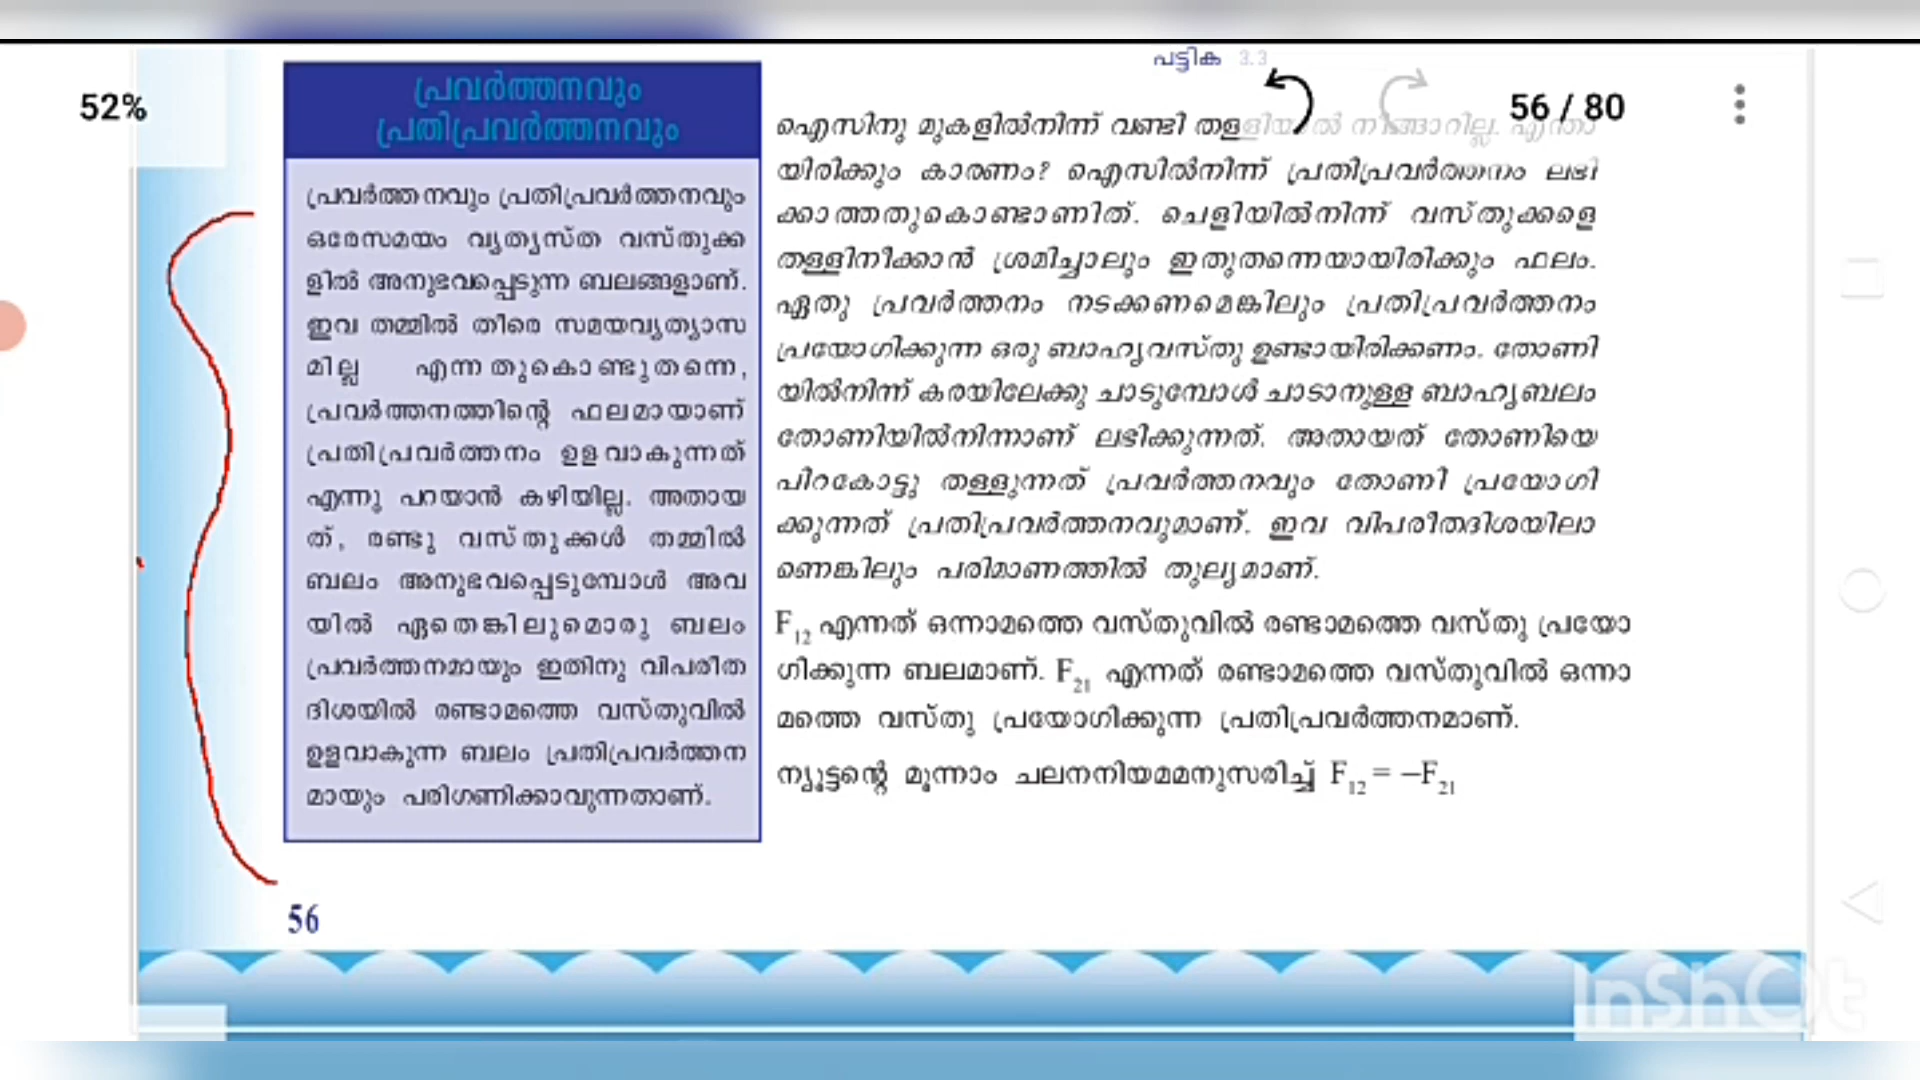 പട്ടിക 3.3
52%
56 / 80
പ്രവർത്തനവും
പ്രതിപ്രവർത്തനവും
പ്രവർത്തനവും പ്രതിപ്രവർത്തനവും
ഒരേസമയം വ്യത്യസ്ത വസ്തുക്ക
ളിൽ അനുഭവപ്പെടുന്ന ബലങ്ങളാണ്.
ഇവ തമ്മിൽ തീരെ സമയവ്യത്യാസ
മില്ല എന്നതുകൊണ്ടുതന്നെ,
പ്രവർത്തനത്തിന്റെ ഫലമായാണ്
പ്രതിപ്രവർത്തനം ഉളവാകുന്നത്
എന്നു പറയാൻ കഴിയില്ല. അതായ
ത്, രണ്ടു വസ്തുക്കൾ തമ്മിൽ
ബലം അനുഭവപ്പെടുമ്പോൾ അവ
യിൽ ഏതെങ്കിലുമൊരു ബലം
പ്രവർത്തനമായും ഇതിനു വിപരീത
ദിശയിൽ രണ്ടാമത്തെ വസ്തുവിൽ
ഉളവാകുന്ന ബലം പ്രതിപ്രവർത്തന
മായും പരിഗണിക്കാവുന്നതാണ്.
56
ഐസിനു മുകളിൽനിന്ന് വണ്ടി തള്ളിയാൽ നീങ്ങാറില്ല. എന്താ
യിരിക്കും കാരണം? ഐസിൽനിന്ന് പ്രതിപ്രവർത്തനം ലഭി
ക്കാത്തതുകൊണ്ടാണിത്. ചെളിയിൽനിന്ന് വസ്തുക്കളെ
തള്ളിനീക്കാൻ ശ്രമിച്ചാലും ഇതുതന്നെയായിരിക്കും ഫലം.
ഏതു പ്രവർത്തനം നടക്കണമെങ്കിലും പ്രതിപ്രവർത്തനം
പ്രയോഗിക്കുന്ന ഒരു ബാഹ്യവസ്തു ഉണ്ടായിരിക്കണം. തോണി
യിൽനിന്ന് കരയിലേക്കു ചാടുമ്പോൾ ചാടാനുള്ള ബാഹ്യബലം
തോണിയിൽനിന്നാണ് ലഭിക്കുന്നത്. അതായത് തോണിയെ
പിറകോട്ടു തള്ളുന്നത് പ്രവർത്തനവും തോണി പ്രയോഗി
ക്കുന്നത് പ്രതിപ്രവർത്തനവുമാണ്. ഇവ വിപരീതദിശയിലാ
ണെങ്കിലും പരിമാണത്തിൽ തുല്യമാണ്.
F₁₂ എന്നത് ഒന്നാമത്തെ വസ്തുവിൽ രണ്ടാമത്തെ വസ്തു പ്രയോ
ഗിക്കുന്ന ബലമാണ്. F₂₁ എന്നത് രണ്ടാമത്തെ വസ്തുവിൽ ഒന്നാ
മത്തെ വസ്തു പ്രയോഗിക്കുന്ന പ്രതിപ്രവർത്തനമാണ്.
ന്യൂട്ടന്റെ മൂന്നാം ചലനനിയമമനുസരിച്ച് F₁₂ = –F₂₁
InShOt